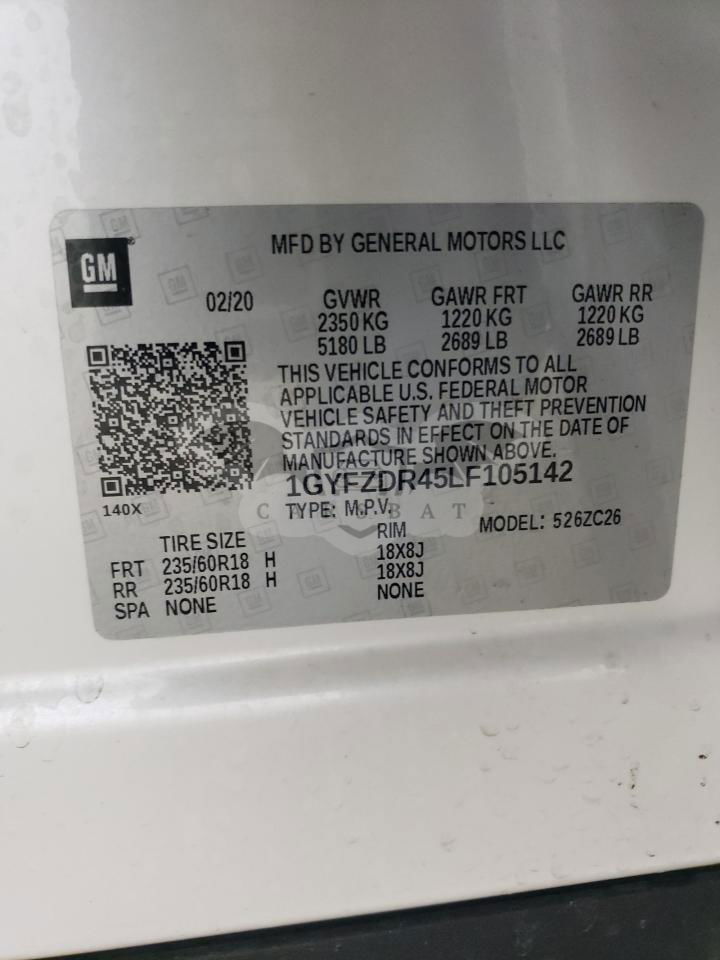 GM
MFD BY GENERAL MOTORS LLC
02/20 GVWR GAWR FRT GAWR RR
2350 KG 1220 KG 1220 KG
5180 LB 2689 LB 2689 LB
THIS VEHICLE CONFORMS TO ALL
APPLICABLE U.S. FEDERAL MOTOR
VEHICLE SAFETY AND THEFT PREVENTION
STANDARDS IN EFFECT ON THE DATE OF
MANUFACTURE SHOWN ABOVE.
1GYFZDR45LF105142
140X TYPE: M.P.V. MODEL: 526ZC26
TIRE SIZE RIM
FRT 235/60R18 H 18X8J
RR 235/60R18 H 18X8J
SPA NONE NONE